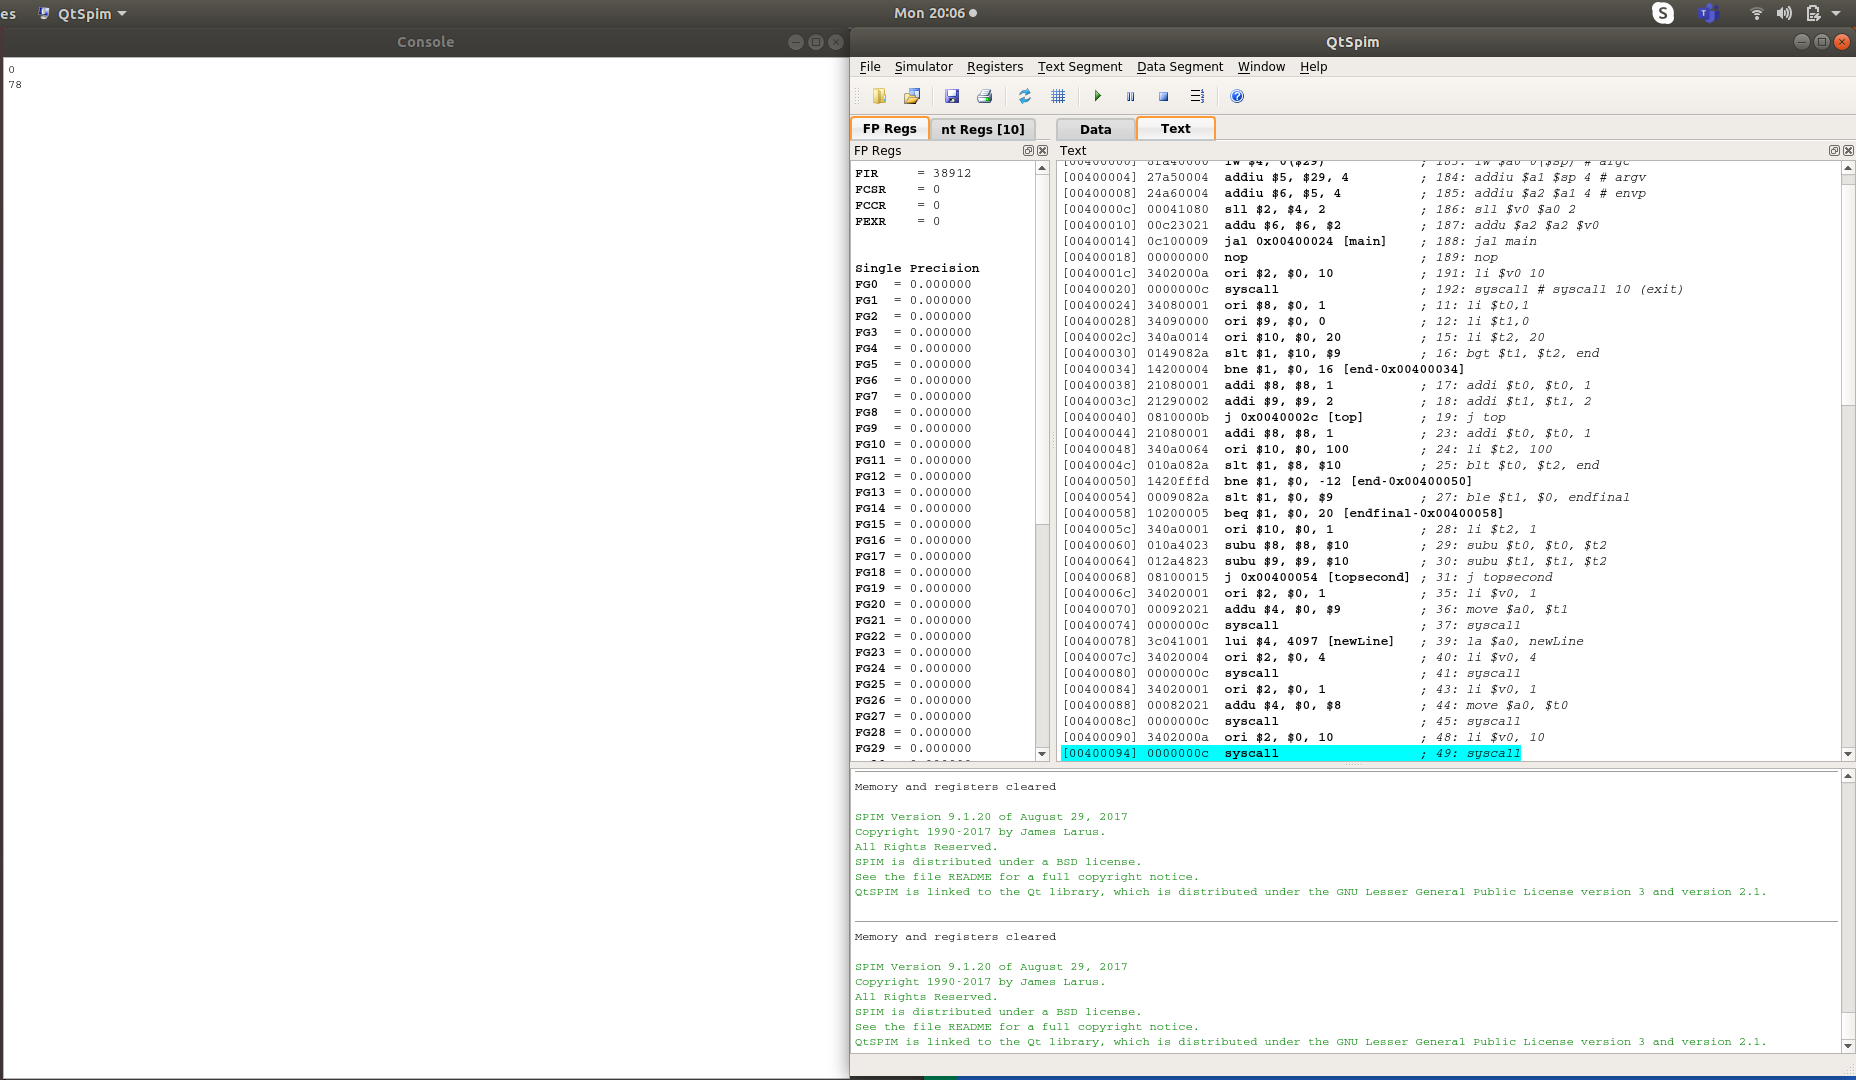 es QtSpim Mon 20:06
Console
0
78
QtSpim
File Simulator Registers Text Segment Data Segment Window Help
FP Regs nt Regs [10] Data Text
FP Regs
FIR = 38912
FCSR = 0
FCCR = 0
FEXR = 0
Single Precision
FG0 = 0.000000
FG1 = 0.000000
FG2 = 0.000000
FG3 = 0.000000
FG4 = 0.000000
FG5 = 0.000000
FG6 = 0.000000
FG7 = 0.000000
FG8 = 0.000000
FG9 = 0.000000
FG10 = 0.000000
FG11 = 0.000000
FG12 = 0.000000
FG13 = 0.000000
FG14 = 0.000000
FG15 = 0.000000
FG16 = 0.000000
FG17 = 0.000000
FG18 = 0.000000
FG19 = 0.000000
FG20 = 0.000000
FG21 = 0.000000
FG22 = 0.000000
FG23 = 0.000000
FG24 = 0.000000
FG25 = 0.000000
FG26 = 0.000000
FG27 = 0.000000
FG28 = 0.000000
FG29 = 0.000000
Text
[00400000] 8fa40000 lw $4, 0($29) ; 183: lw $a0 0($sp) # argc
[00400004] 27a50004 addiu $5, $29, 4 ; 184: addiu $a1 $sp 4 # argv
[00400008] 24a60004 addiu $6, $5, 4 ; 185: addiu $a2 $a1 4 # envp
[0040000c] 00041080 sll $2, $4, 2 ; 186: sll $v0 $a0 2
[00400010] 00c23021 addu $6, $6, $2 ; 187: addu $a2 $a2 $v0
[00400014] 0c100009 jal 0x00400024 [main] ; 188: jal main
[00400018] 00000000 nop ; 189: nop
[0040001c] 3402000a ori $2, $0, 10 ; 191: li $v0 10
[00400020] 0000000c syscall ; 192: syscall # syscall 10 (exit)
[00400024] 34080001 ori $8, $0, 1 ; 11: li $t0,1
[00400028] 34090000 ori $9, $0, 0 ; 12: li $t1,0
[0040002c] 340a0014 ori $10, $0, 20 ; 15: li $t2, 20
[00400030] 0149082a slt $1, $10, $9 ; 16: bgt $t1, $t2, end
[00400034] 14200004 bne $1, $0, 16 [end-0x00400034]
[00400038] 21080001 addi $8, $8, 1 ; 17: addi $t0, $t0, 1
[0040003c] 21290002 addi $9, $9, 2 ; 18: addi $t1, $t1, 2
[00400040] 0810000b j 0x0040002c [top] ; 19: j top
[00400044] 21080001 addi $8, $8, 1 ; 23: addi $t0, $t0, 1
[00400048] 340a0064 ori $10, $0, 100 ; 24: li $t2, 100
[0040004c] 010a082a slt $1, $8, $10 ; 25: blt $t0, $t2, end
[00400050] 1420fffd bne $1, $0, -12 [end-0x00400050]
[00400054] 0009082a slt $1, $0, $9 ; 27: ble $t1, $0, endfinal
[00400058] 10200005 beq $1, $0, 20 [endfinal-0x00400058]
[0040005c] 340a0001 ori $10, $0, 1 ; 28: li $t2, 1
[00400060] 010a4023 subu $8, $8, $10 ; 29: subu $t0, $t0, $t2
[00400064] 012a4823 subu $9, $9, $10 ; 30: subu $t1, $t1, $t2
[00400068] 08100015 j 0x00400054 [topsecond] ; 31: j topsecond
[0040006c] 34020001 ori $2, $0, 1 ; 35: li $v0, 1
[00400070] 00092021 addu $4, $0, $9 ; 36: move $a0, $t1
[00400074] 0000000c syscall ; 37: syscall
[00400078] 3c041001 lui $4, 4097 [newLine] ; 39: la $a0, newLine
[0040007c] 34020004 ori $2, $0, 4 ; 40: li $v0, 4
[00400080] 0000000c syscall ; 41: syscall
[00400084] 34020001 ori $2, $0, 1 ; 43: li $v0, 1
[00400088] 00082021 addu $4, $0, $8 ; 44: move $a0, $t0
[0040008c] 0000000c syscall ; 45: syscall
[00400090] 3402000a ori $2, $0, 10 ; 48: li $v0, 10
[00400094] 0000000c syscall ; 49: syscall
Memory and registers cleared
SPIM Version 9.1.20 of August 29, 2017
Copyright 1990-2017 by James Larus.
All Rights Reserved.
SPIM is distributed under a BSD license.
See the file README for a full copyright notice.
QtSPIM is linked to the Qt library, which is distributed under the GNU Lesser General Public License version 3 and version 2.1.
Memory and registers cleared
SPIM Version 9.1.20 of August 29, 2017
Copyright 1990-2017 by James Larus.
All Rights Reserved.
SPIM is distributed under a BSD license.
See the file README for a full copyright notice.
QtSPIM is linked to the Qt library, which is distributed under the GNU Lesser General Public License version 3 and version 2.1.